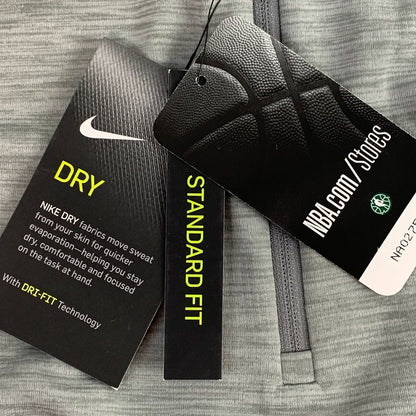 DRY
NIKE DRY fabrics move sweat
from your skin for quicker
evaporation—helping you stay
dry, comfortable and focused
on the task at hand.
With DRI-FIT Technology
STANDARD FIT
NBA.com/Stores